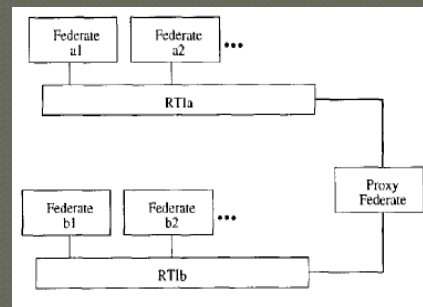 Federate
a1
Federate
a2
...
RTIa
Proxy
Federate
Federate
b1
Federate
b2
...
RTIb